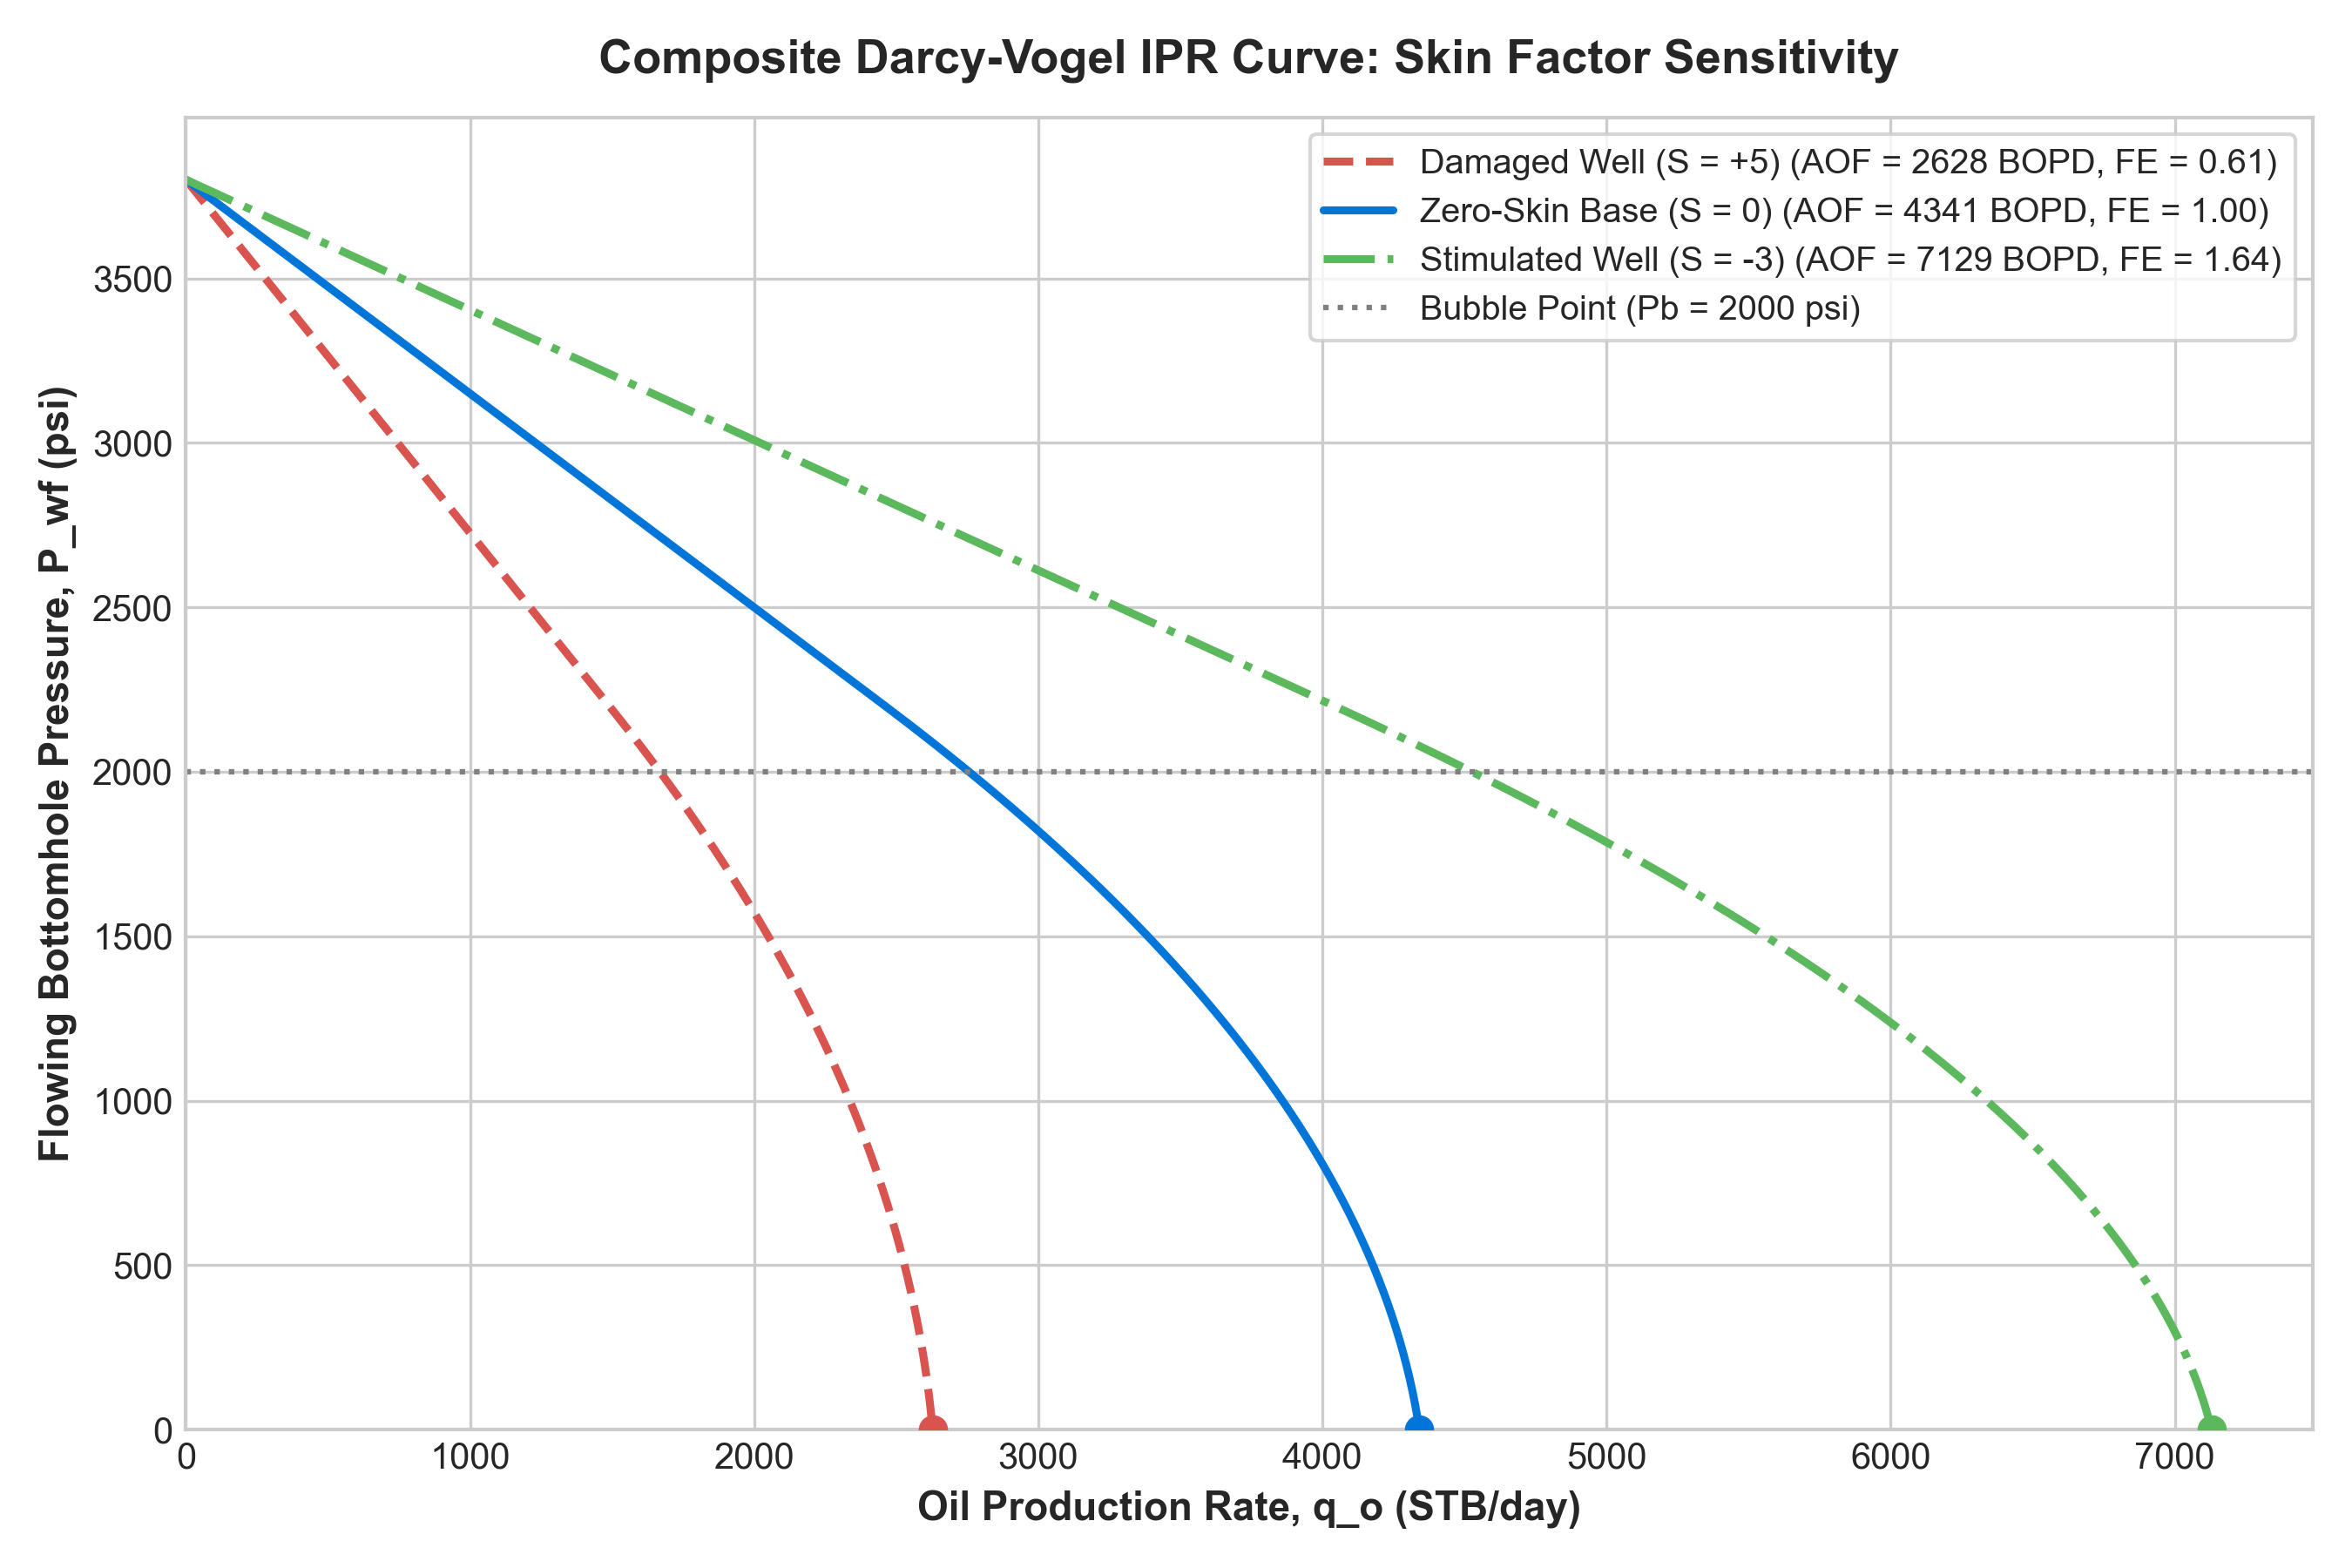 Composite Darcy-Vogel IPR Curve: Skin Factor Sensitivity
Damaged Well (S = +5) (AOF = 2628 BOPD, FE = 0.61)
Zero-Skin Base (S = 0) (AOF = 4341 BOPD, FE = 1.00)
Stimulated Well (S = -3) (AOF = 7129 BOPD, FE = 1.64)
Bubble Point (Pb = 2000 psi)
Flowing Bottomhole Pressure, P_wf (psi)
3500
3000
2500
2000
1500
1000
500
0
0 1000 2000 3000 4000 5000 6000 7000
Oil Production Rate, q_o (STB/day)